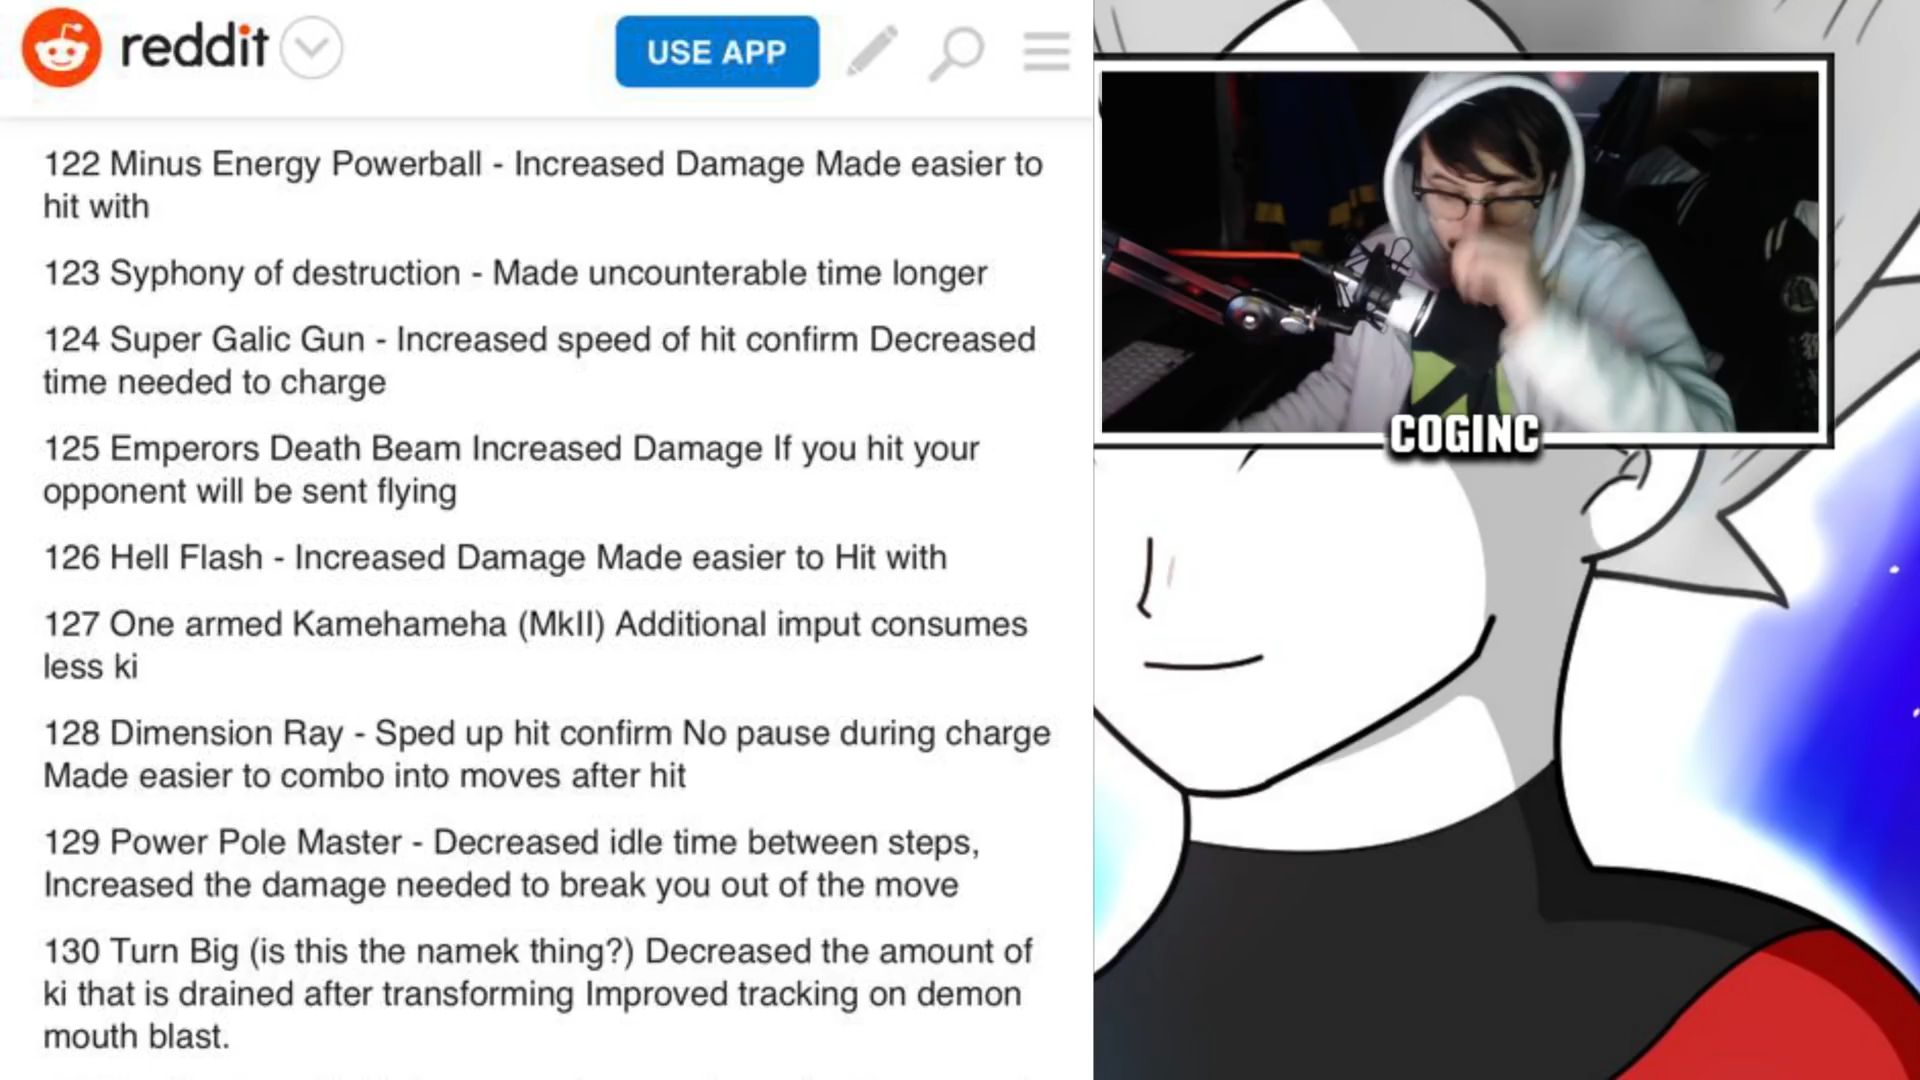 reddit
USE APP
122 Minus Energy Powerball - Increased Damage Made easier to
hit with
123 Syphony of destruction - Made uncounterable time longer
124 Super Galic Gun - Increased speed of hit confirm Decreased
time needed to charge
125 Emperors Death Beam Increased Damage If you hit your
opponent will be sent flying
126 Hell Flash - Increased Damage Made easier to Hit with
127 One armed Kamehameha (MkII) Additional imput consumes
less ki
128 Dimension Ray - Sped up hit confirm No pause during charge
Made easier to combo into moves after hit
129 Power Pole Master - Decreased idle time between steps,
Increased the damage needed to break you out of the move
130 Turn Big (is this the namek thing?) Decreased the amount of
ki that is drained after transforming Improved tracking on demon
mouth blast.
COGINC